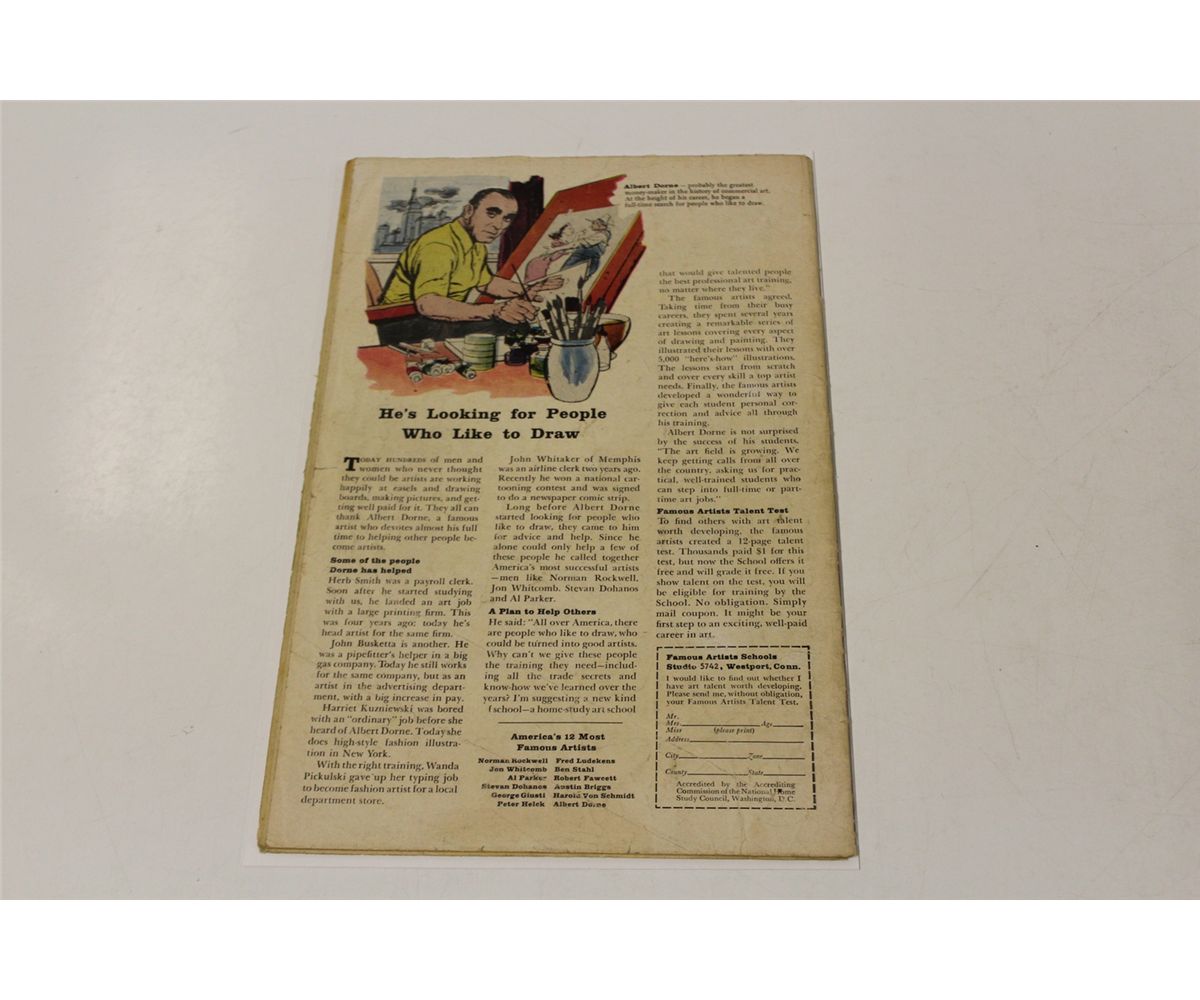 Albert Dorne — probably the greatest
money-maker in the history of commercial art.
At the height of his career, he began a
full-time search for people who like to draw.
He's Looking for People
Who Like to Draw
TODAY HUNDREDS of men and
women who never thought
they could be artists are working
happily at easels and drawing
boards, making pictures, and get-
ting well paid for it. They all can
thank Albert Dorne, a famous
artist who devotes almost his full
time to helping other people be-
come artists.
Some of the people
Dorne has helped
Herb Smith was a payroll clerk.
Soon after he started studying
with us, he landed an art job
with a large printing firm. This
was four years ago; today he's
head artist for the same firm.
John Busketta is another. He
was a pipefitter's helper in a big
gas company. Today he still works
for the same company, but as an
artist in the advertising depart-
ment, with a big increase in pay.
Harriet Kuzniewski was bored
with an "ordinary" job before she
heard of Albert Dorne. Today she
does high-style fashion illustra-
tion in New York.
With the right training, Wanda
Pickulski gave up her typing job
to become fashion artist for a local
department store.
John Whitaker of Memphis
was an airline clerk two years ago.
Recently he won a national car-
tooning contest and was signed
to do a newspaper comic strip.
Long before Albert Dorne
started looking for people who
like to draw, they came to him
for advice and help. Since he
alone could only help a few of
these people he called together
America's most successful artists
—men like Norman Rockwell,
Jon Whitcomb, Stevan Dohanos
and Al Parker.
A Plan to Help Others
He said: "All over America, there
are people who like to draw, who
could be turned into good artists.
Why can't we give these people
the training they need—includ-
ing all the trade secrets and
know-how we've learned over the
years? I'm suggesting a new kind
f school—a home-study art school
America's 12 Most
Famous Artists
Norman Rockwell Fred Ludekens
Jon Whitcomb Ben Stahl
Al Parker Robert Fawcett
Stevan Dohanos Austin Briggs
George Giusti Harold Von Schmidt
Peter Helck Albert Dorne
that would give talented people
the best professional art training,
no matter where they live."
The famous artists agreed.
Taking time from their busy
careers, they spent several years
creating a remarkable series of
art lessons covering every aspect
of drawing and painting. They
illustrated their lessons with over
5,000 "here's-how" illustrations.
The lessons start from scratch
and cover every skill a top artist
needs. Finally, the famous artists
developed a wonderful way to
give each student personal cor-
rection and advice all through
his training.
Albert Dorne is not surprised
by the success of his students.
"The art field is growing. We
keep getting calls from all over
the country, asking us for prac-
tical, well-trained students who
can step into full-time or part-
time art jobs."
Famous Artists Talent Test
To find others with art talent
worth developing, the famous
artists created a 12-page talent
test. Thousands paid $1 for this
test, but now the School offers it
free and will grade it free. If you
show talent on the test, you will
be eligible for training by the
School. No obligation. Simply
mail coupon. It might be your
first step to an exciting, well-paid
career in art.
Famous Artists Schools
Studio 5742, Westport, Conn.
I would like to find out whether I
have art talent worth developing.
Please send me, without obligation,
your Famous Artists Talent Test.
Mr.
Mrs. Age
Miss (please print)
Address
City Zone
County State
Accredited by the Accrediting
Commission of the National Home
Study Council, Washington, D. C.